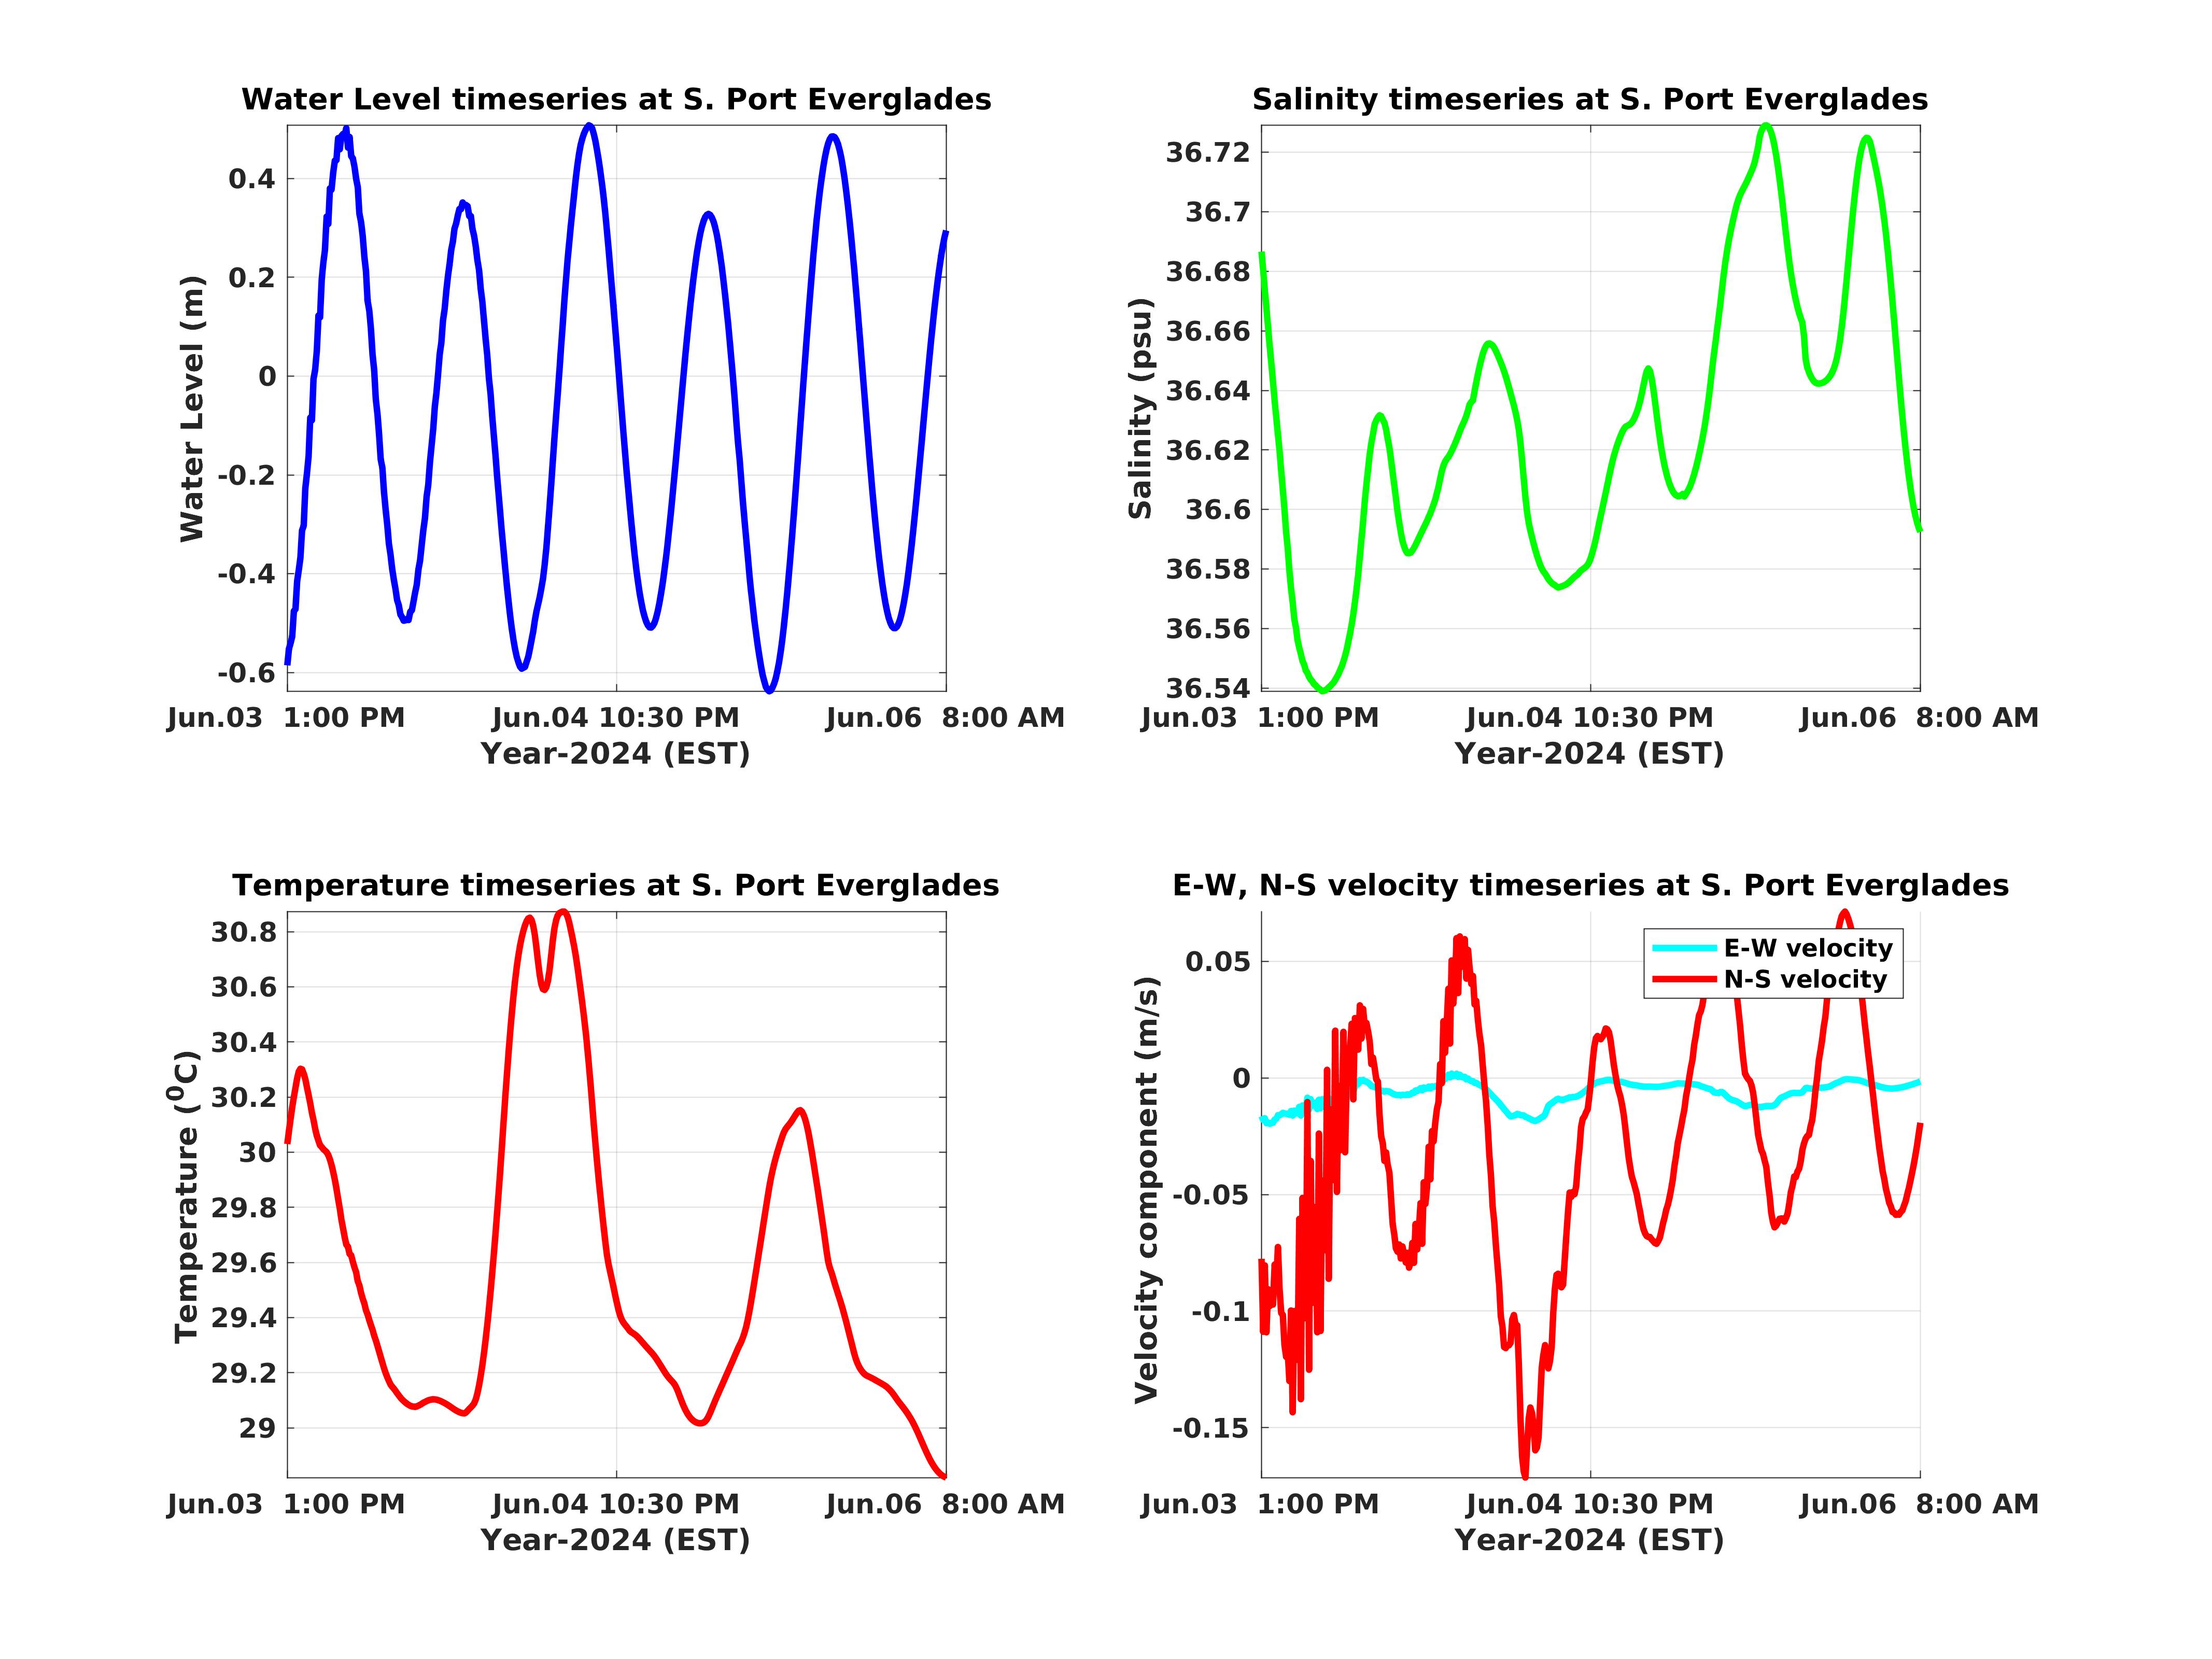 Water Level timeseries at S. Port Everglades
Water Level (m)
0.4
0.2
0
-0.2
-0.4
-0.6
Jun.03 1:00 PM
Jun.04 10:30 PM
Jun.06 8:00 AM
Year-2024 (EST)
Salinity timeseries at S. Port Everglades
Salinity (psu)
36.72
36.7
36.68
36.66
36.64
36.62
36.6
36.58
36.56
36.54
Jun.03 1:00 PM
Jun.04 10:30 PM
Jun.06 8:00 AM
Year-2024 (EST)
Temperature timeseries at S. Port Everglades
Temperature (⁰C)
30.8
30.6
30.4
30.2
30
29.8
29.6
29.4
29.2
29
Jun.03 1:00 PM
Jun.04 10:30 PM
Jun.06 8:00 AM
Year-2024 (EST)
E-W, N-S velocity timeseries at S. Port Everglades
Velocity component (m/s)
0.05
0
-0.05
-0.1
-0.15
E-W velocity
N-S velocity
Jun.03 1:00 PM
Jun.04 10:30 PM
Jun.06 8:00 AM
Year-2024 (EST)